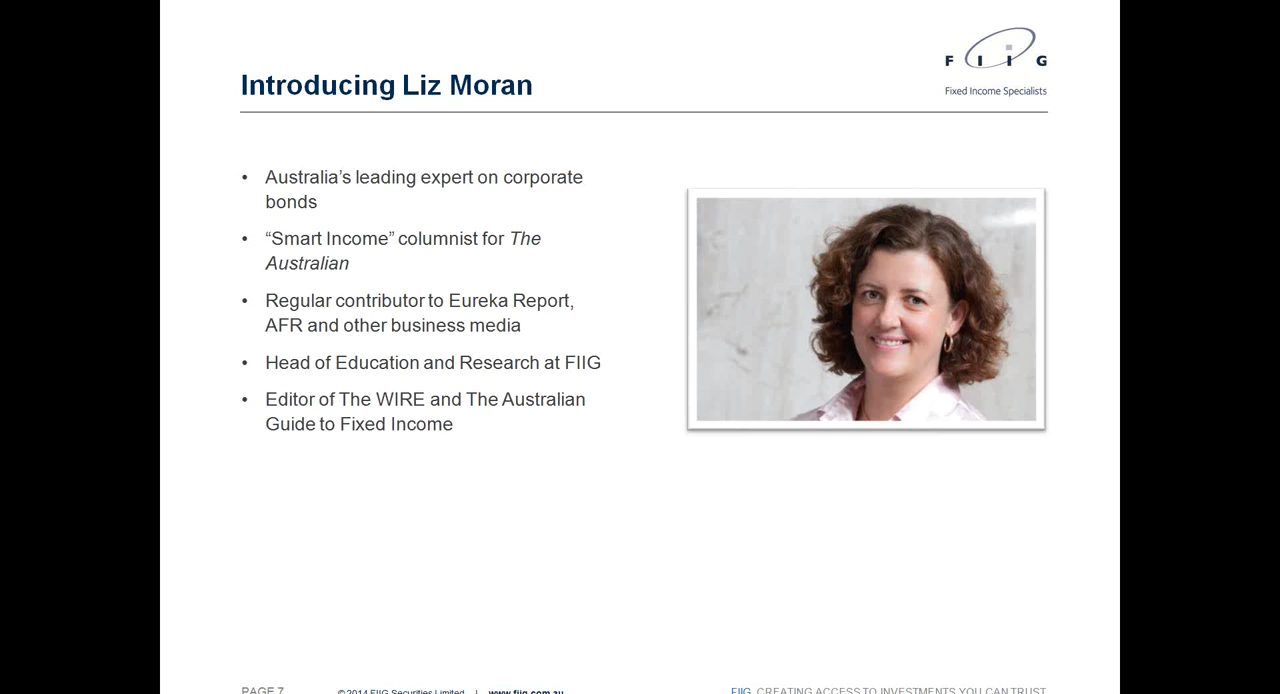 F I i I G
Fixed Income Specialists
Introducing Liz Moran
• Australia’s leading expert on corporate
bonds
• “Smart Income” columnist for The
Australian
• Regular contributor to Eureka Report,
AFR and other business media
• Head of Education and Research at FIIG
• Editor of The WIRE and The Australian
Guide to Fixed Income
PAGE 7 © 2014 FIIG Securities Limited | www.fiig.com.au FIIG CREATING ACCESS TO INVESTMENTS YOU CAN TRUST